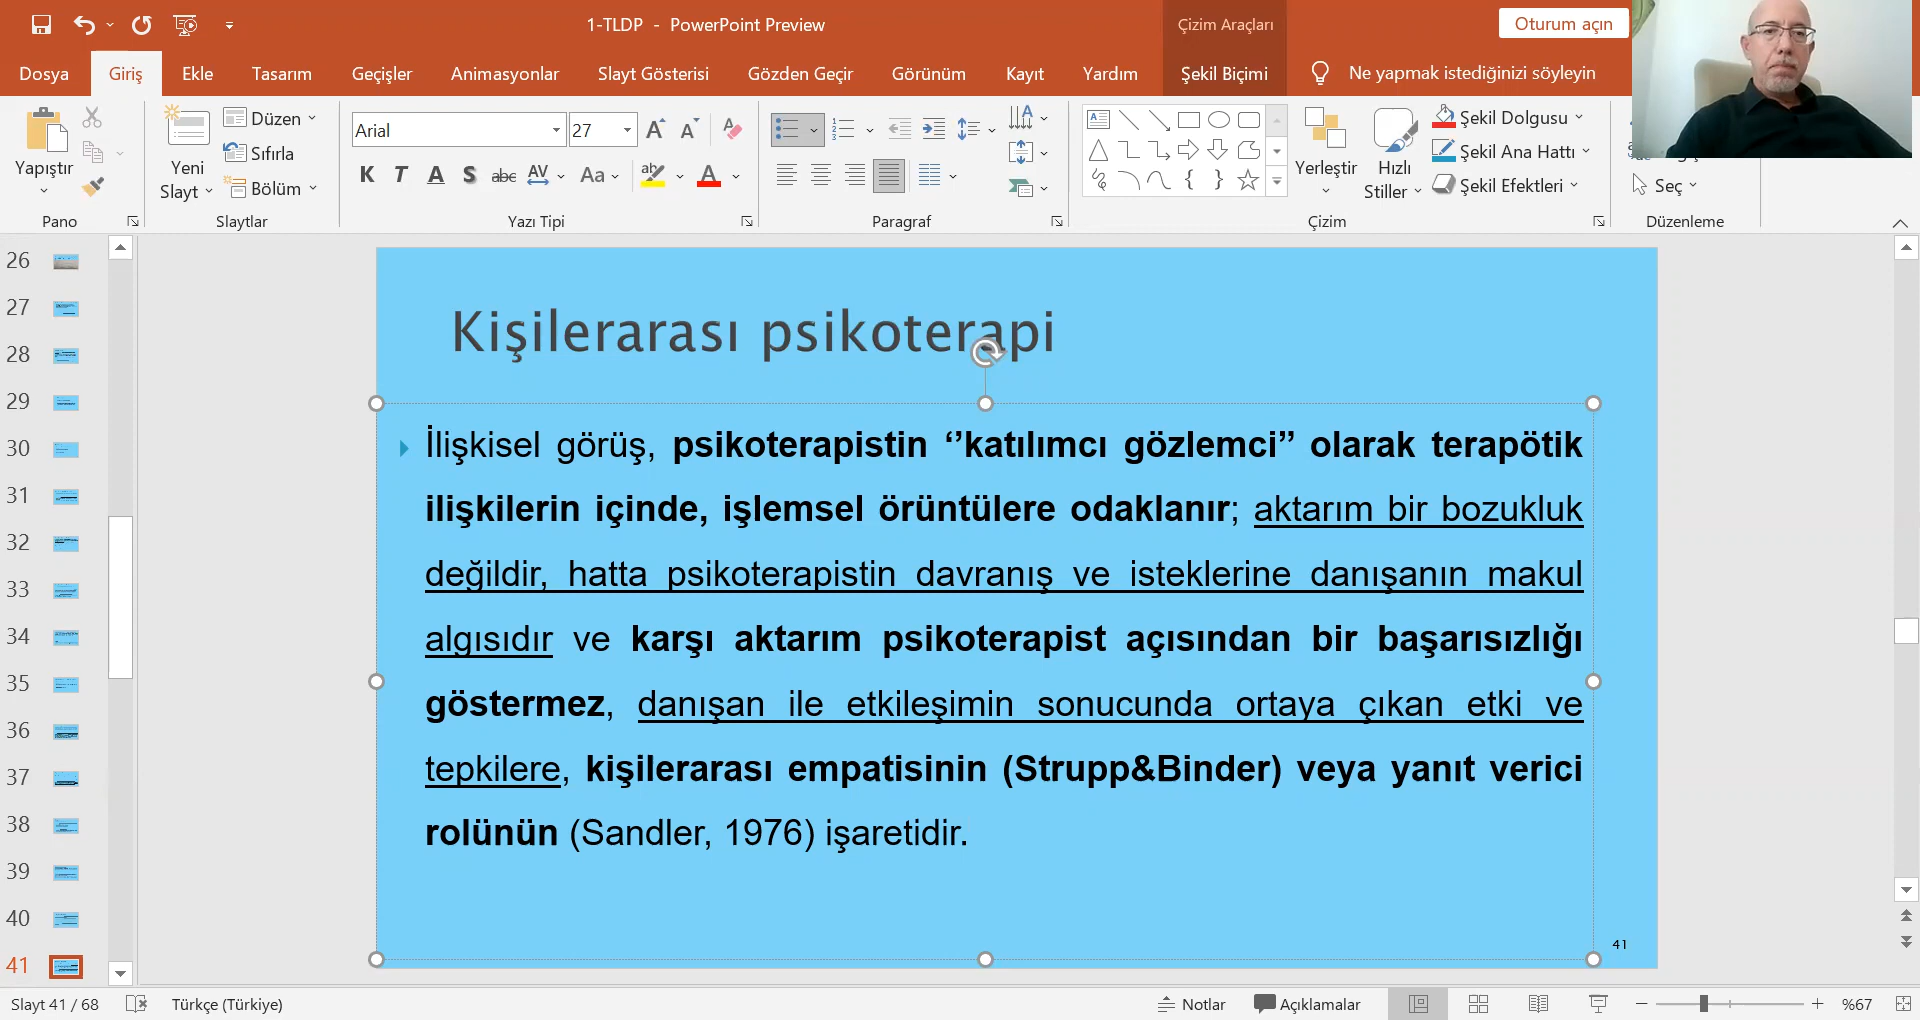 1-TLDP - PowerPoint Preview
Çizim Araçları
Oturum açın
Dosya
Giriş
Ekle
Tasarım
Geçişler
Animasyonlar
Slayt Gösterisi
Gözden Geçir
Görünüm
Kayıt
Yardım
Şekil Biçimi
Ne yapmak istediğinizi söyleyin
Yapıştır
Pano
Yeni
Slayt
Düzen
Sıfırla
Bölüm
Slaytlar
Arial
27
K T A S abc AV Aa A
Yazı Tipi
Paragraf
Yerleştir
Hızlı
Stiller
Şekil Dolgusu
Şekil Ana Hattı
Şekil Efektleri
Çizim
Seç
Düzenleme
26
27
28
29
30
31
32
33
34
35
36
37
38
39
40
41
Kişilerarası psikoterapi
İlişkisel görüş, psikoterapistin ‘’katılımcı gözlemci’’ olarak terapötik
ilişkilerin içinde, işlemsel örüntülere odaklanır; aktarım bir bozukluk
değildir, hatta psikoterapistin davranış ve isteklerine danışanın makul
algısıdır ve karşı aktarım psikoterapist açısından bir başarısızlığı
göstermez, danışan ile etkileşimin sonucunda ortaya çıkan etki ve
tepkilere, kişilerarası empatisinin (Strupp&Binder) veya yanıt verici
rolünün (Sandler, 1976) işaretidir.
41
Slayt 41 / 68
Türkçe (Türkiye)
Notlar
Açıklamalar
%67